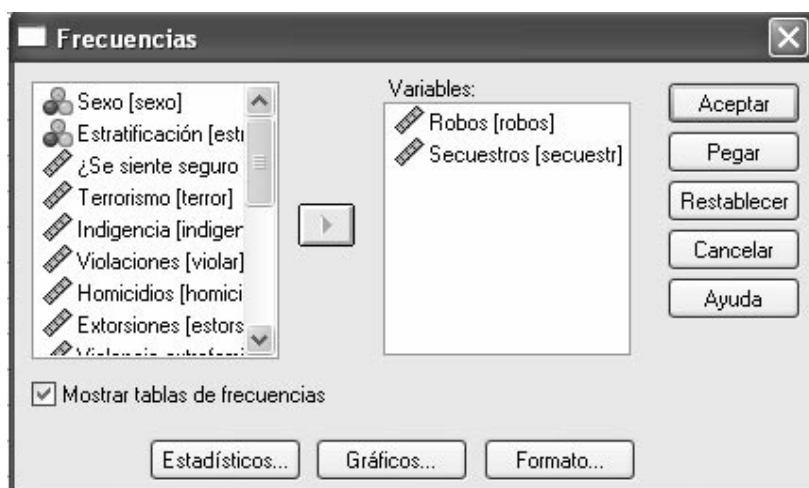 Frecuencias
Sexo [sexo]
Estratificación [estr
¿Se siente seguro
Terrorismo [terror]
Indigencia [indigen
Violaciones [violar]
Homicidios [homici
Extorsiones [estors
Variables:
Robos [robos]
Secuestros [secuestr]
Aceptar
Pegar
Restablecer
Cancelar
Ayuda
Mostrar tablas de frecuencias
Estadísticos...
Gráficos...
Formato...